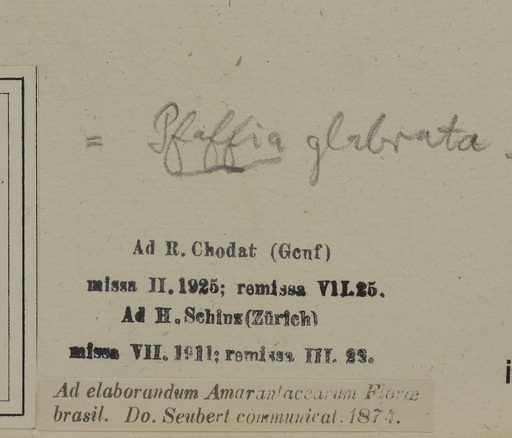 = Pfaffia glabrata
Ad R. Chodat (Genf)
missa II. 1925; remissa VII.25.
Ad H. Schinz (Zürich)
missa VII. 1911; remissa III. 22.
Ad elaborandum Amarantacearum Florae
brasil. Do. Seubert communicat. 1874.